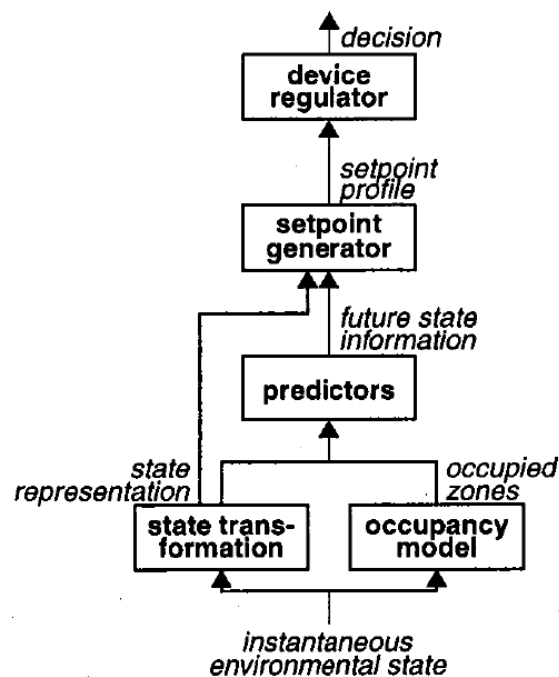 decision
device
regulator
setpoint
profile
setpoint
generator
future state
information
predictors
state
representation
occupied
zones
state trans-
formation
occupancy
model
instantaneous
environmental state